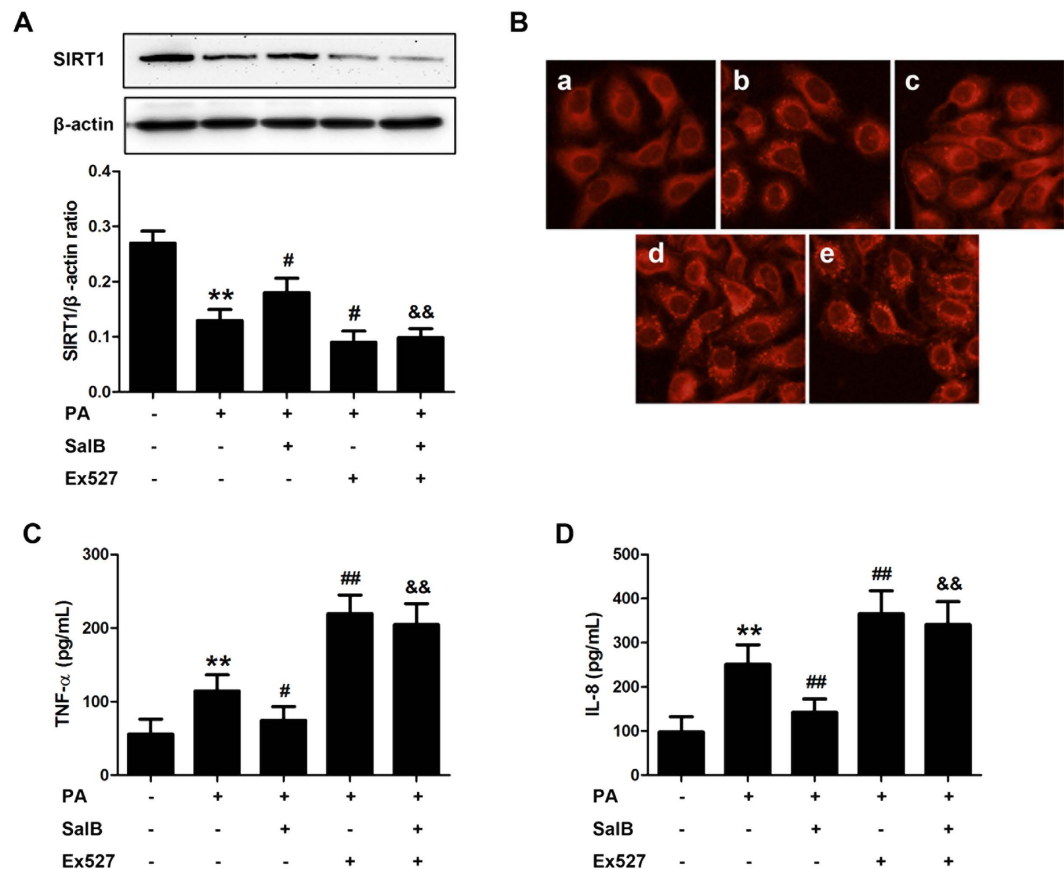 A
SIRT1
β-actin
SIRT1/β -actin ratio
0.4
0.3
0.2
0.1
0.0
**
#
#
&&
PA - + + + +
SalB - - + - +
Ex527 - - - + +
B
a
b
c
d
e
C
TNF-α (pg/mL)
300
200
100
0
**
#
##
&&
PA - + + + +
SalB - - + - +
Ex527 - - - + +
D
IL-8 (pg/mL)
500
400
300
200
100
0
**
##
##
&&
PA - + + + +
SalB - - + - +
Ex527 - - - + +